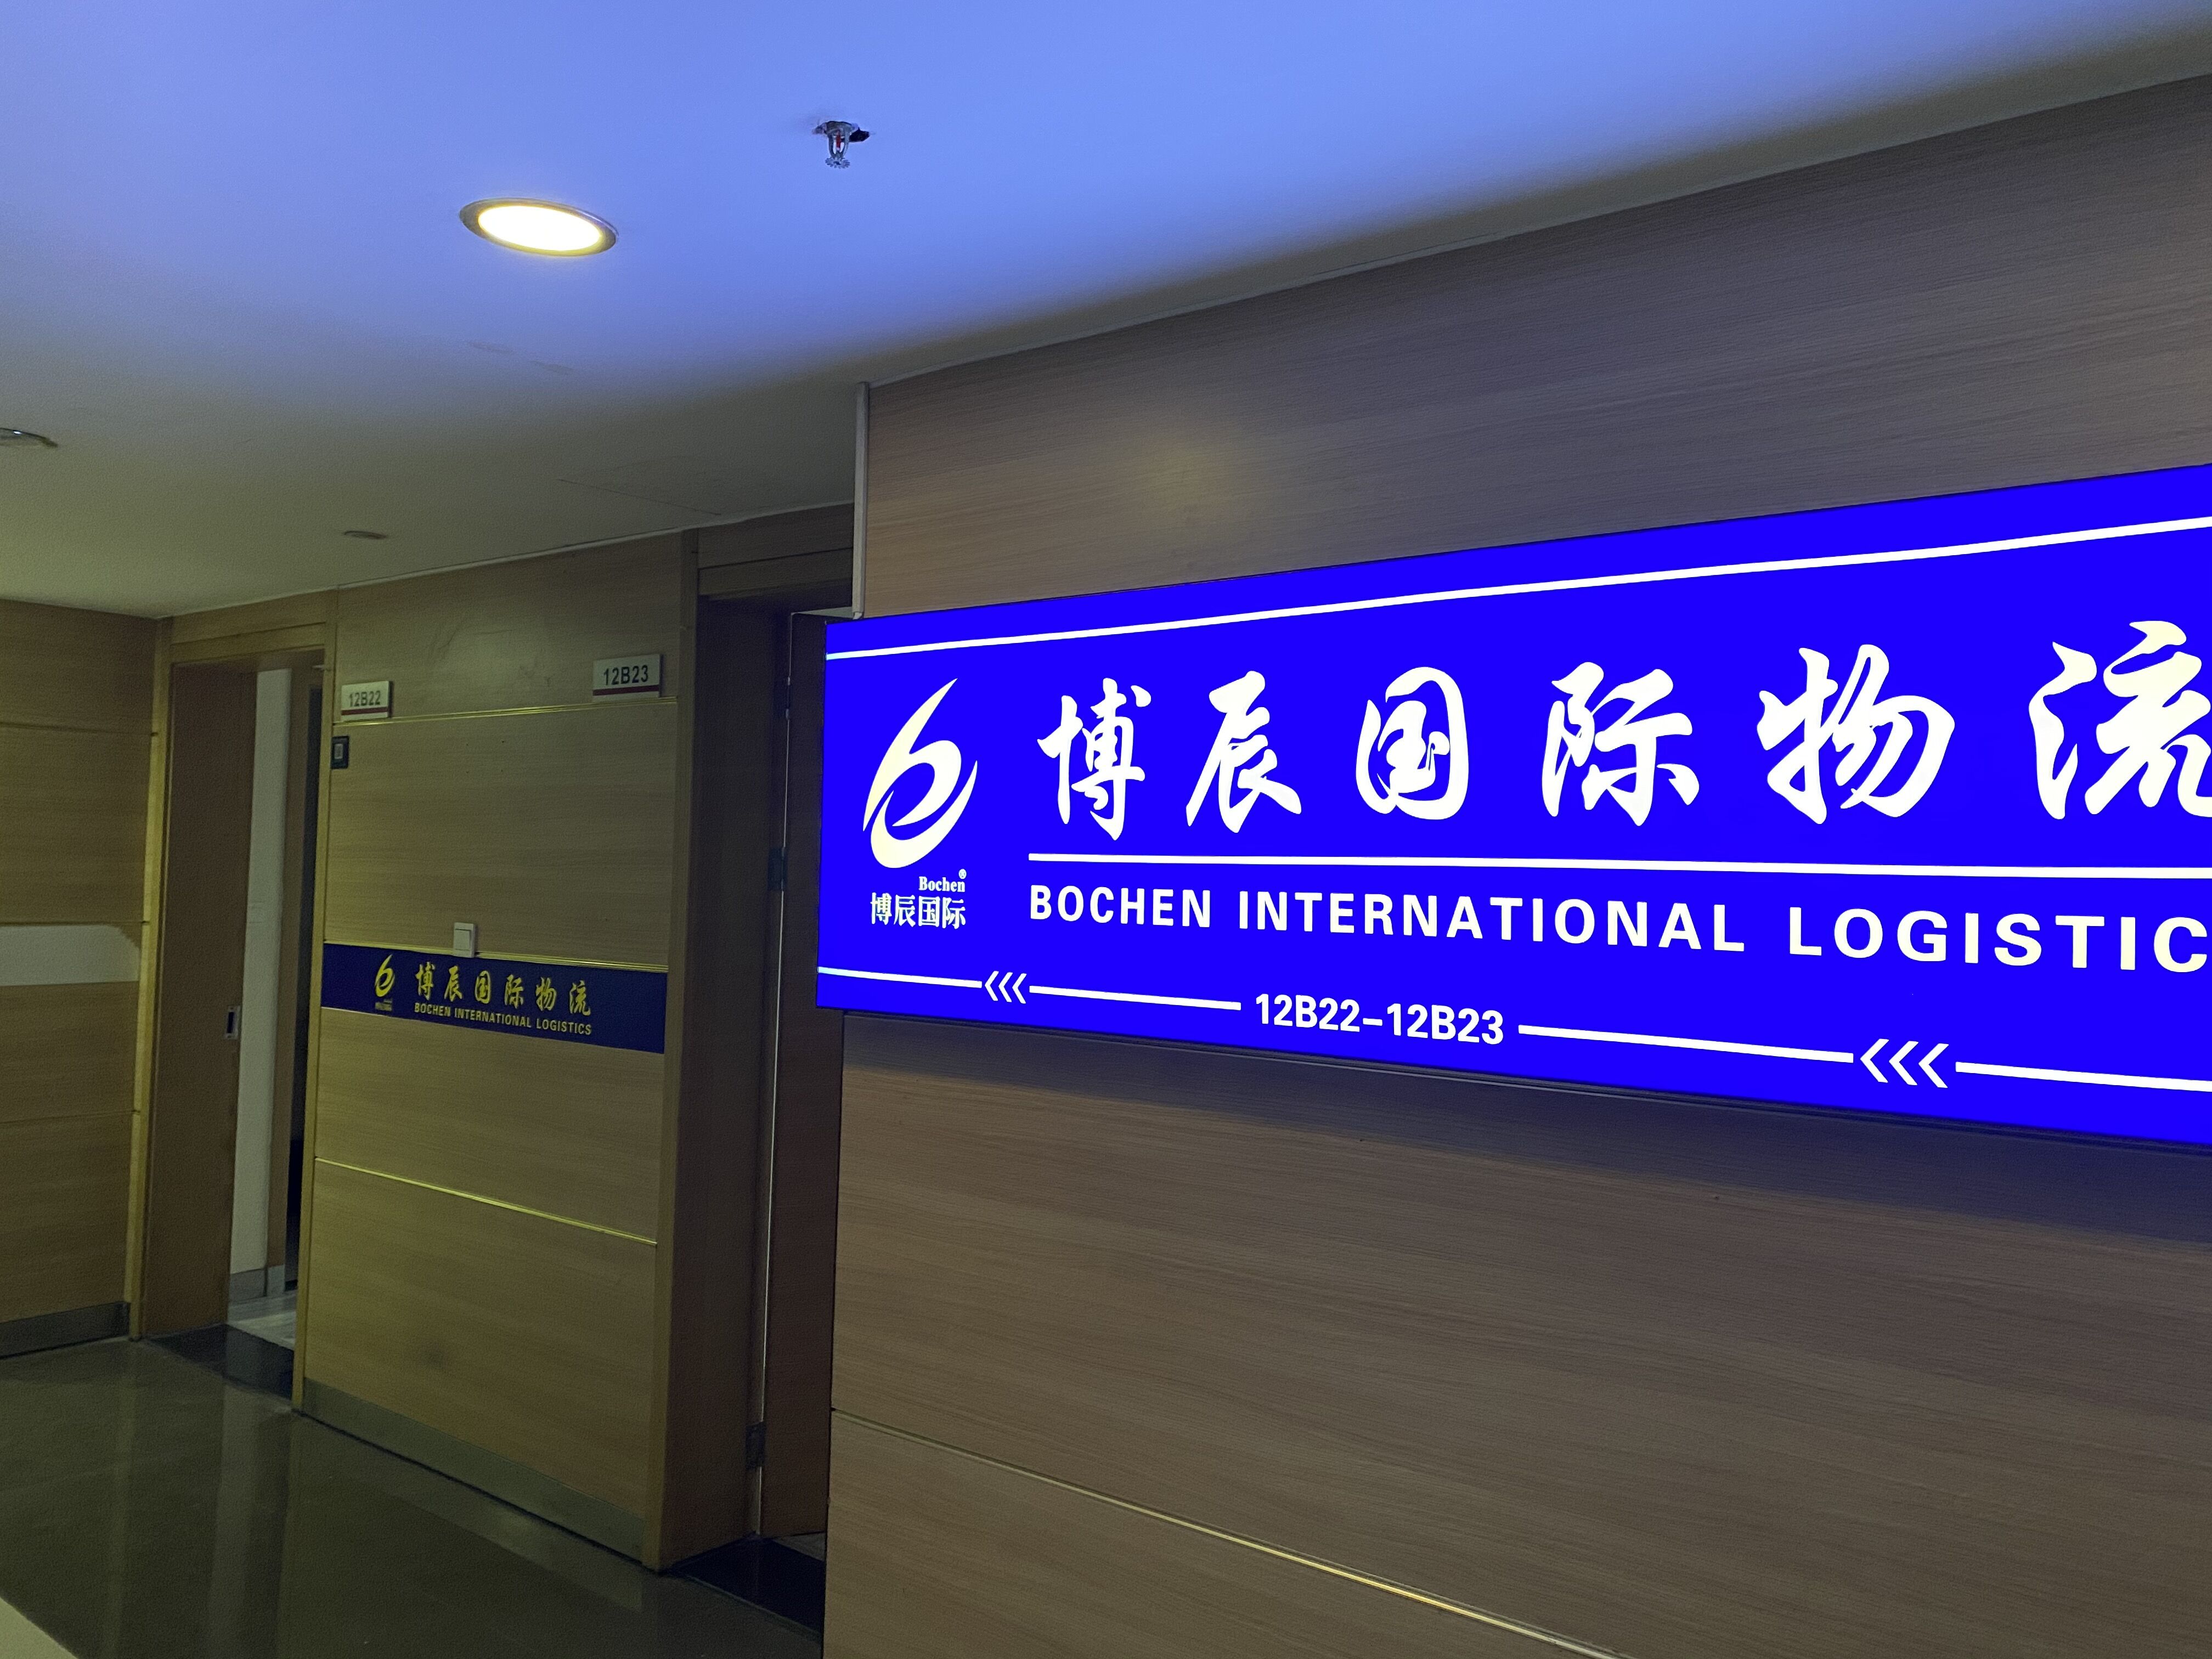 12B22
12B23
博辰国际物流
BOCHEN INTERNATIONAL LOGISTICS
博辰国际物流
Bochen®
博辰国际
BOCHEN INTERNATIONAL LOGISTIC
12B22-12B23